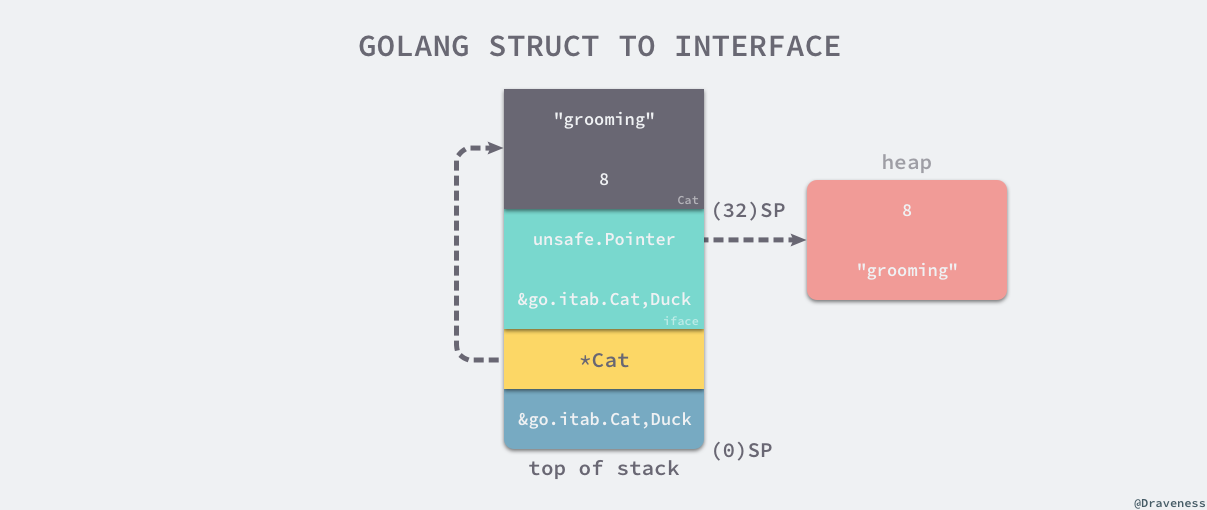 GOLANG STRUCT TO INTERFACE
"grooming"
8
Cat
(32)SP
unsafe.Pointer
&go.itab.Cat,Duck
iface
*Cat
&go.itab.Cat,Duck
(0)SP
top of stack
heap
8
"grooming"
@Draveness